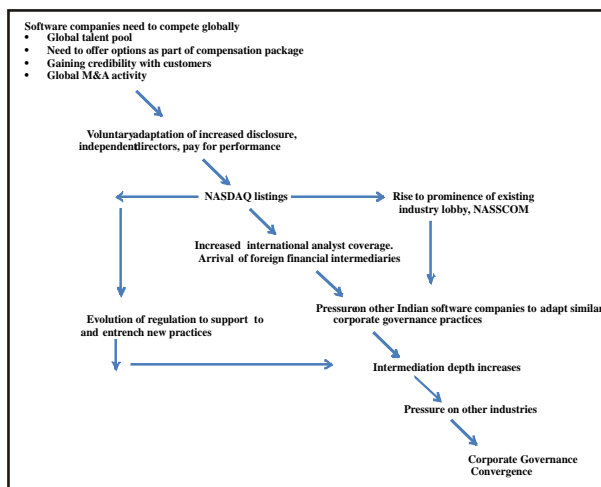 Software companies need to compete globally
• Global talent pool
• Need to offer options as part of compensation package
• Gaining credibility with customers
• Global M&A activity
Voluntaryadaptation of increased disclosure,
independentdirectors, pay for performance
NASDAQ listings
Rise to prominence of existing
industry lobby, NASSCOM
Increased international analyst coverage.
Arrival of foreign financial intermediaries
Evolution of regulation to support to
and entrench new practices
Pressureon other Indian software companies to adapt similar
corporate governance practices
Intermediation depth increases
Pressure on other industries
Corporate Governance
Convergence